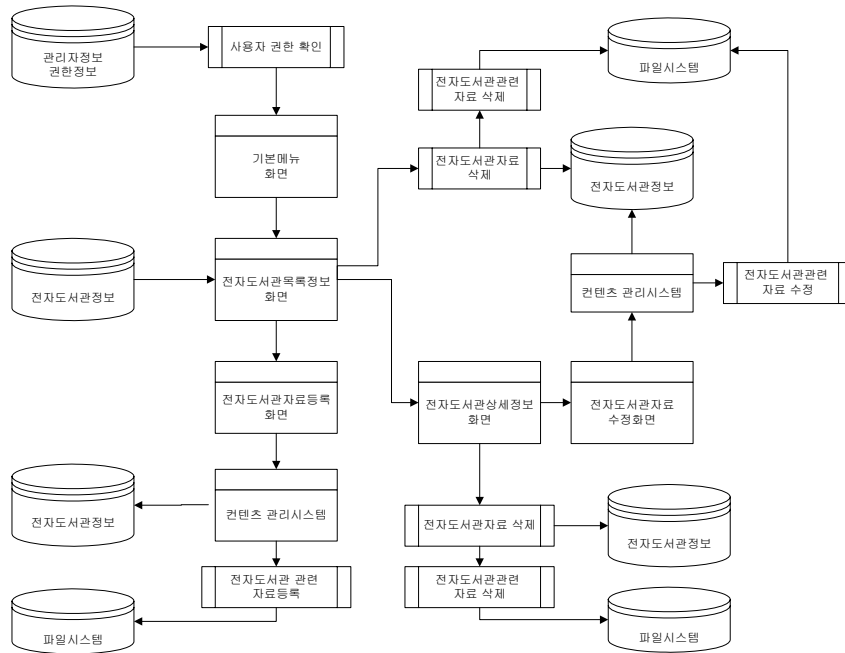 관리자정보
권한정보
사용자 권한 확인
전자도서관관련
자료 삭제
파일시스템
기본메뉴
화면
전자도서관자료
삭제
전자도서관정보
전자도서관정보
전자도서관목록정보
화면
컨텐츠 관리시스템
전자도서관관련
자료 수정
전자도서관자료등록
화면
전자도서관상세정보
화면
전자도서관자료
수정화면
전자도서관정보
컨텐츠 관리시스템
전자도서관자료 삭제
전자도서관정보
전자도서관 관련
자료등록
전자도서관관련
자료 삭제
파일시스템
파일시스템